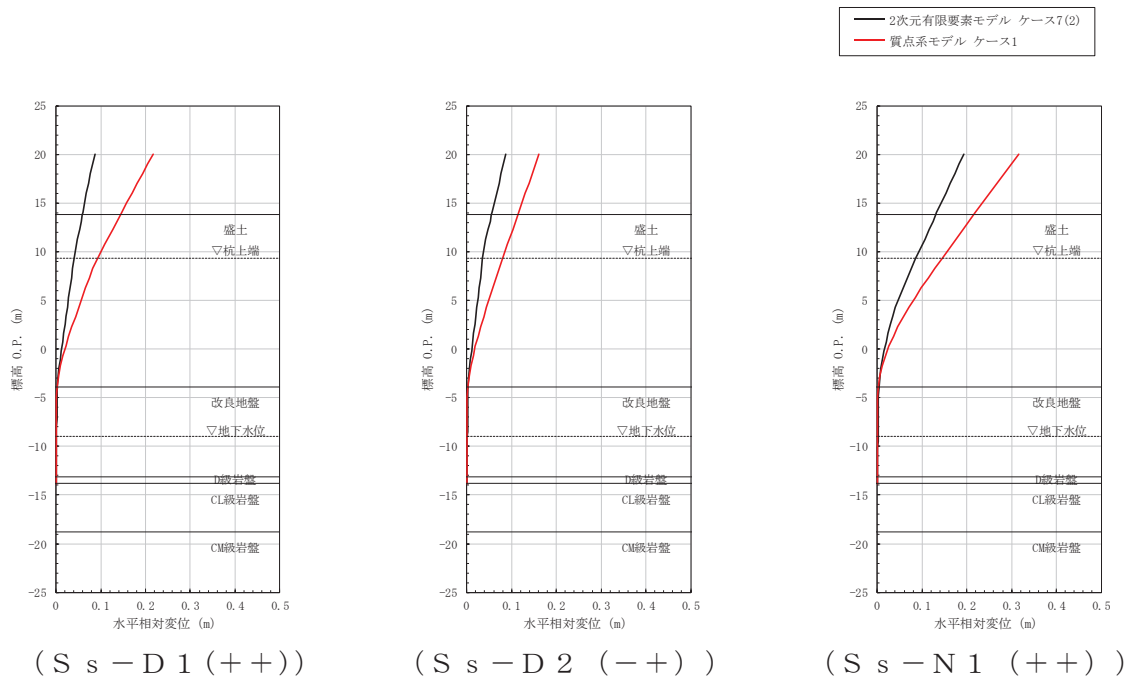 2次元有限要素モデル ケース7(2)
質点系モデル ケース1
25
20
15
10
5
0
-5
-10
-15
-20
-25
標高 O.P. (m)
盛土
▽杭上端
改良地盤
▽地下水位
D級岩盤
CL級岩盤
CM級岩盤
0 0.1 0.2 0.3 0.4 0.5
水平相対変位 (m)
(Ss-D1(++))
25
20
15
10
5
0
-5
-10
-15
-20
-25
標高 O.P. (m)
盛土
▽杭上端
改良地盤
▽地下水位
D級岩盤
CL級岩盤
CM級岩盤
0 0.1 0.2 0.3 0.4 0.5
水平相対変位 (m)
(Ss-D2 (-+) )
25
20
15
10
5
0
-5
-10
-15
-20
-25
標高 O.P. (m)
盛土
▽杭上端
改良地盤
▽地下水位
D級岩盤
CL級岩盤
CM級岩盤
0 0.1 0.2 0.3 0.4 0.5
水平相対変位 (m)
(Ss-N1 (++) )